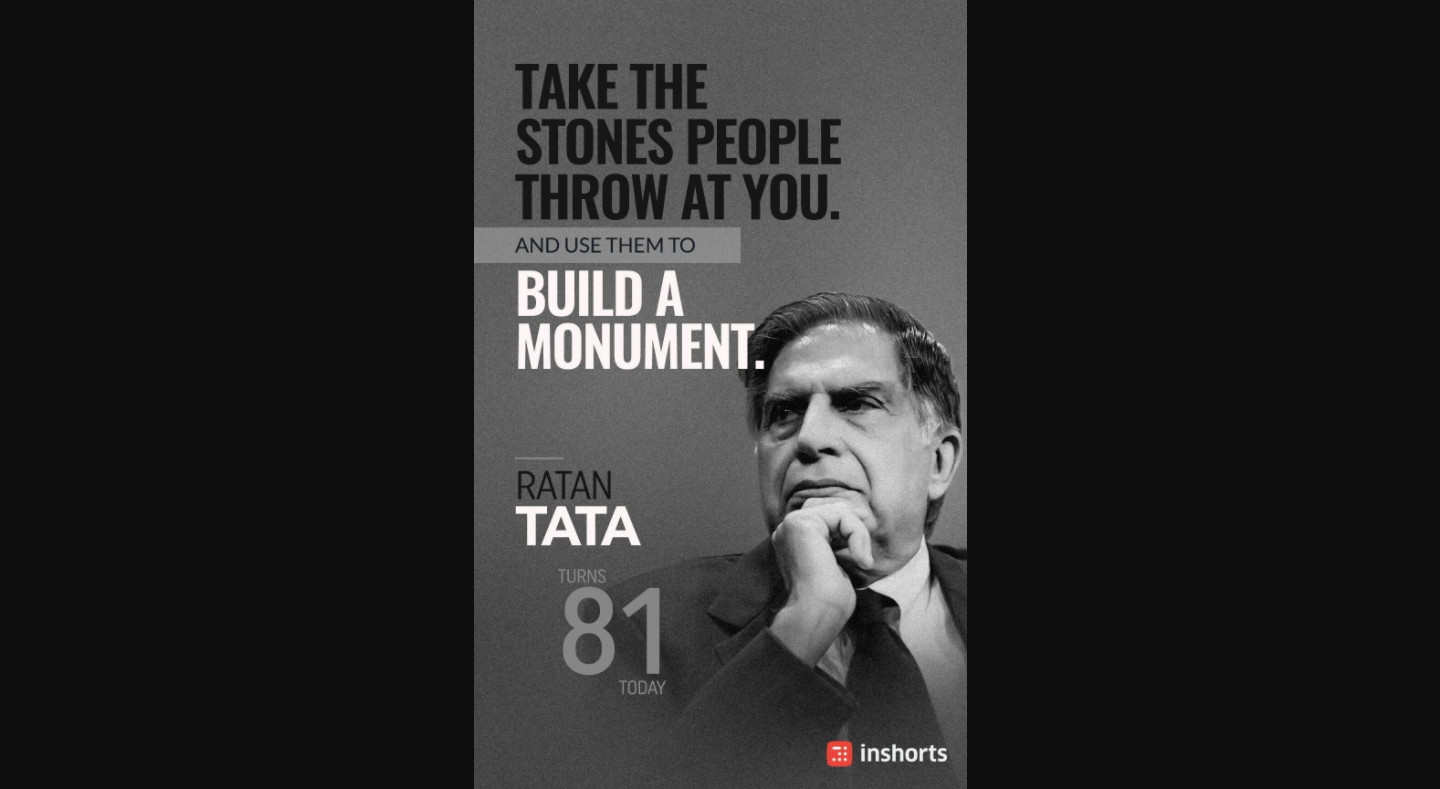 TAKE THE
STONES PEOPLE
THROW AT YOU.
AND USE THEM TO
BUILD A
MONUMENT.
RATAN
TATA
TURNS
81
TODAY
inshorts